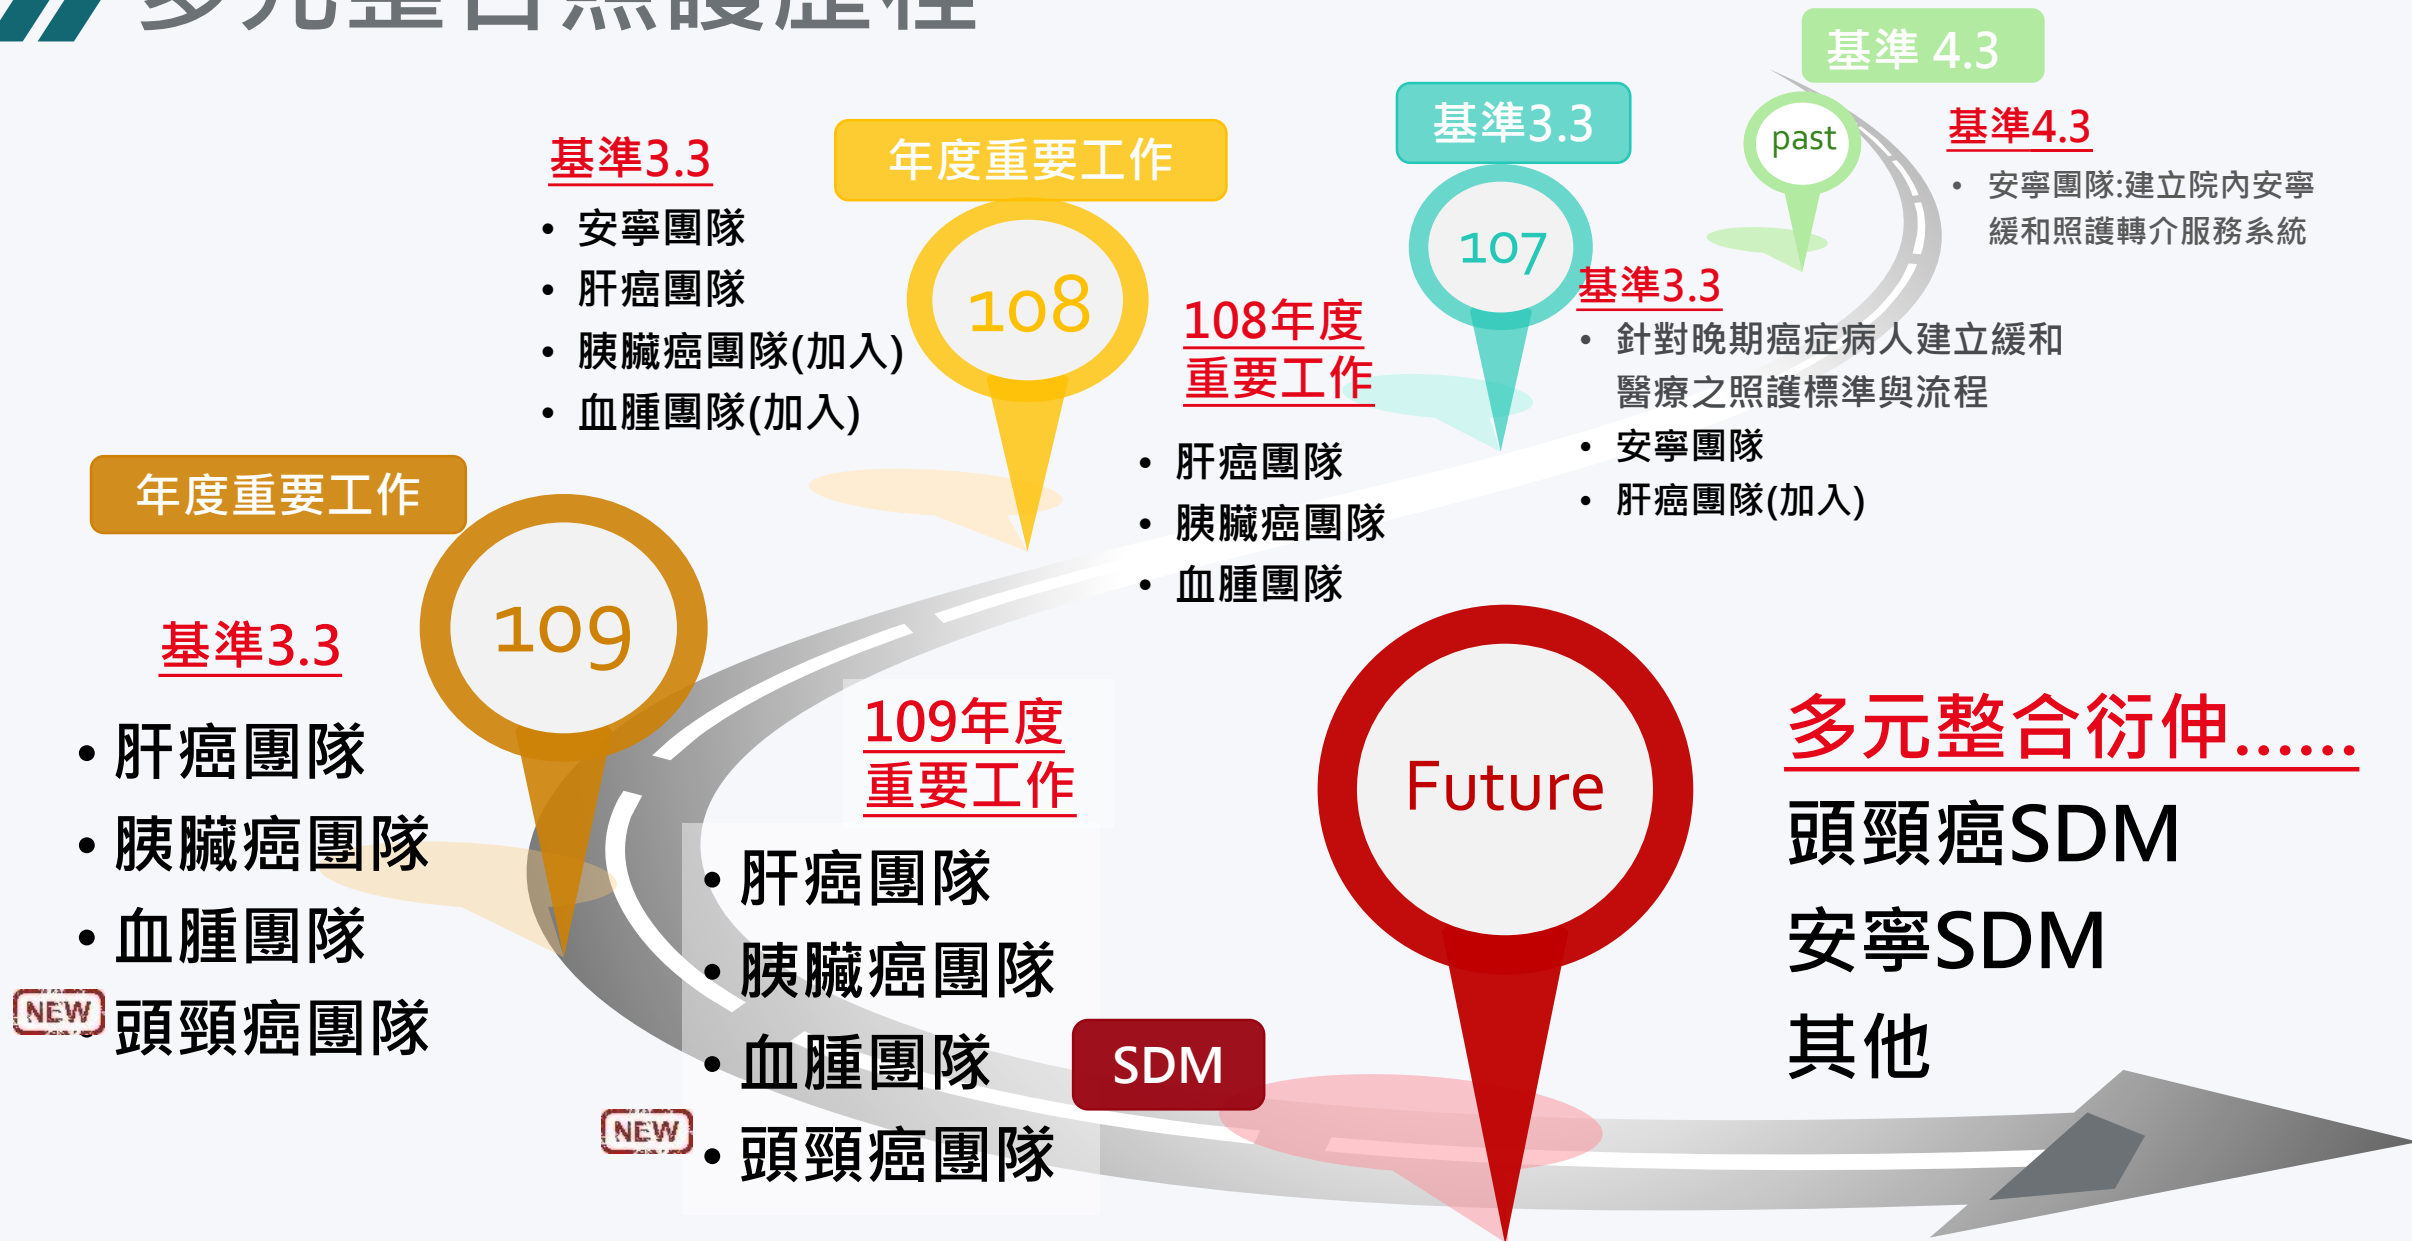 多元整合照護歷程
基準 4.3
past
基準4.3
• 安寧團隊:建立院內安寧
緩和照護轉介服務系統
基準3.3
107
基準3.3
• 針對晚期癌症病人建立緩和
醫療之照護標準與流程
• 安寧團隊
• 肝癌團隊(加入)
年度重要工作
108
基準3.3
• 安寧團隊
• 肝癌團隊
• 胰臟癌團隊(加入)
• 血腫團隊(加入)
108年度
重要工作
• 肝癌團隊
• 胰臟癌團隊
• 血腫團隊
年度重要工作
109
基準3.3
• 肝癌團隊
• 胰臟癌團隊
• 血腫團隊
NEW
• 頭頸癌團隊
109年度
重要工作
• 肝癌團隊
• 胰臟癌團隊
• 血腫團隊
NEW
• 頭頸癌團隊
SDM
Future
多元整合衍伸......
頭頸癌SDM
安寧SDM
其他